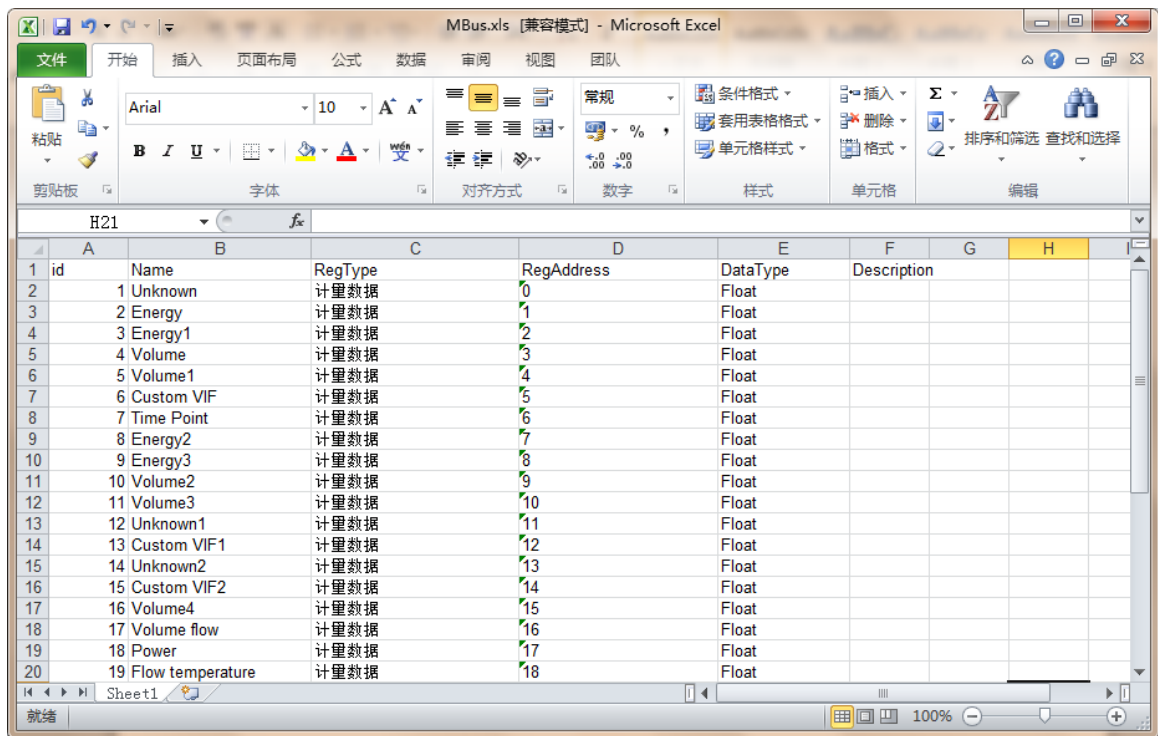 MBus.xls [兼容模式] - Microsoft Excel
文件 开始 插入 页面布局 公式 数据 审阅 视图 团队
粘贴
剪贴板
Arial 10
B I U A wén 文
字体
对齐方式
常规
% ,
.00 .0
数字
条件格式
套用表格格式
单元格样式
样式
插入
删除
格式
单元格
Σ
排序和筛选 查找和选择
编辑
H21 fx
A B C D E F G H I
1 id Name RegType RegAddress DataType Description
2 1 Unknown 计量数据 0 Float
3 2 Energy 计量数据 1 Float
4 3 Energy1 计量数据 2 Float
5 4 Volume 计量数据 3 Float
6 5 Volume1 计量数据 4 Float
7 6 Custom VIF 计量数据 5 Float
8 7 Time Point 计量数据 6 Float
9 8 Energy2 计量数据 7 Float
10 9 Energy3 计量数据 8 Float
11 10 Volume2 计量数据 9 Float
12 11 Volume3 计量数据 10 Float
13 12 Unknown1 计量数据 11 Float
14 13 Custom VIF1 计量数据 12 Float
15 14 Unknown2 计量数据 13 Float
16 15 Custom VIF2 计量数据 14 Float
17 16 Volume4 计量数据 15 Float
18 17 Volume flow 计量数据 16 Float
19 18 Power 计量数据 17 Float
20 19 Flow temperature 计量数据 18 Float
Sheet1
就绪 100%